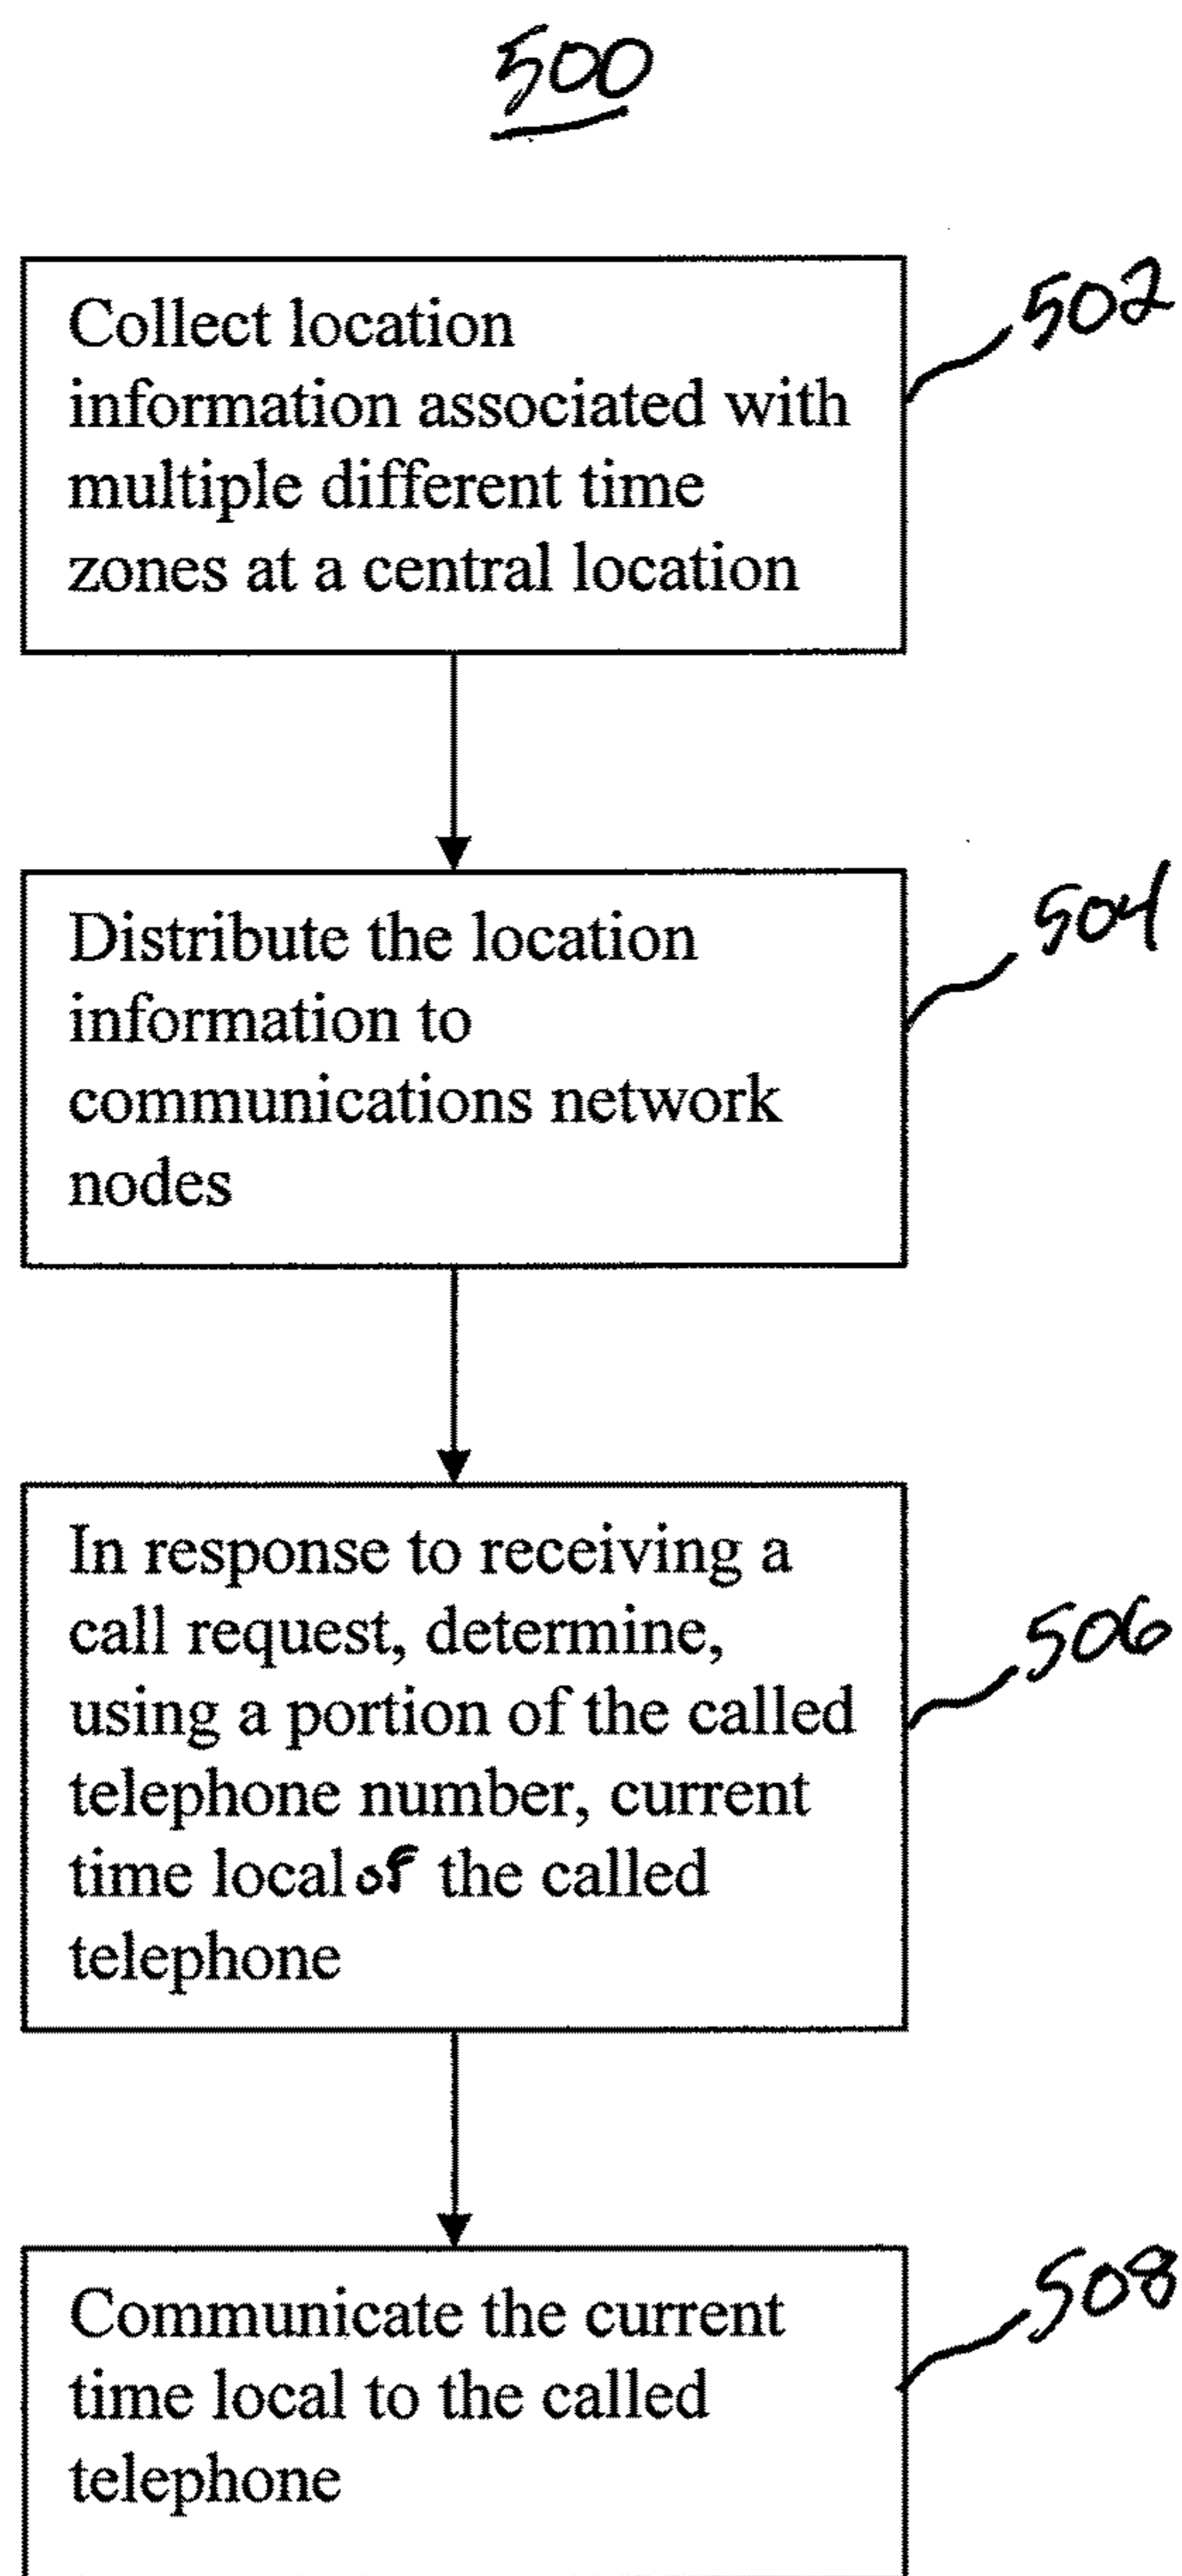 500
Collect location
information associated with
multiple different time
zones at a central location
502
Distribute the location
information to
communications network
nodes
504
In response to receiving a
call request, determine,
using a portion of the called
telephone number, current
time local of the called
telephone
506
Communicate the current
time local to the called
telephone
508